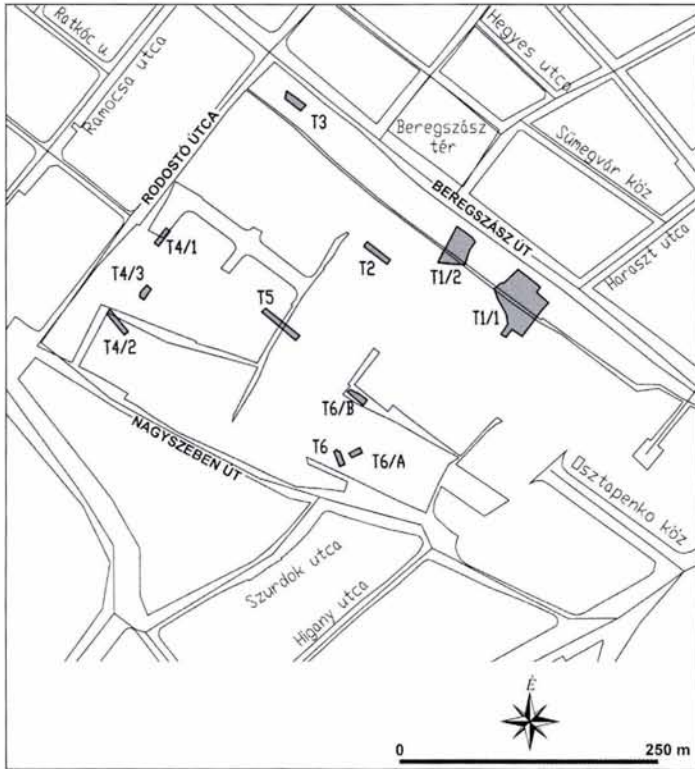 Ratkóc u.
Ramocsa utca
Hegyes utca
T3
Beregszász
tér
Sümegvár köz
RODOSTÓ UTCA
BEREGSZÁSZ ÚT
Haraszt utca
T4/1
T2
T1/2
T4/3
T5
T1/1
T4/2
T6/B
T6
T6/A
NAGYSZEBEN ÚT
Osztapenko köz
Szurdok utca
Higany utca
É
0
250 m